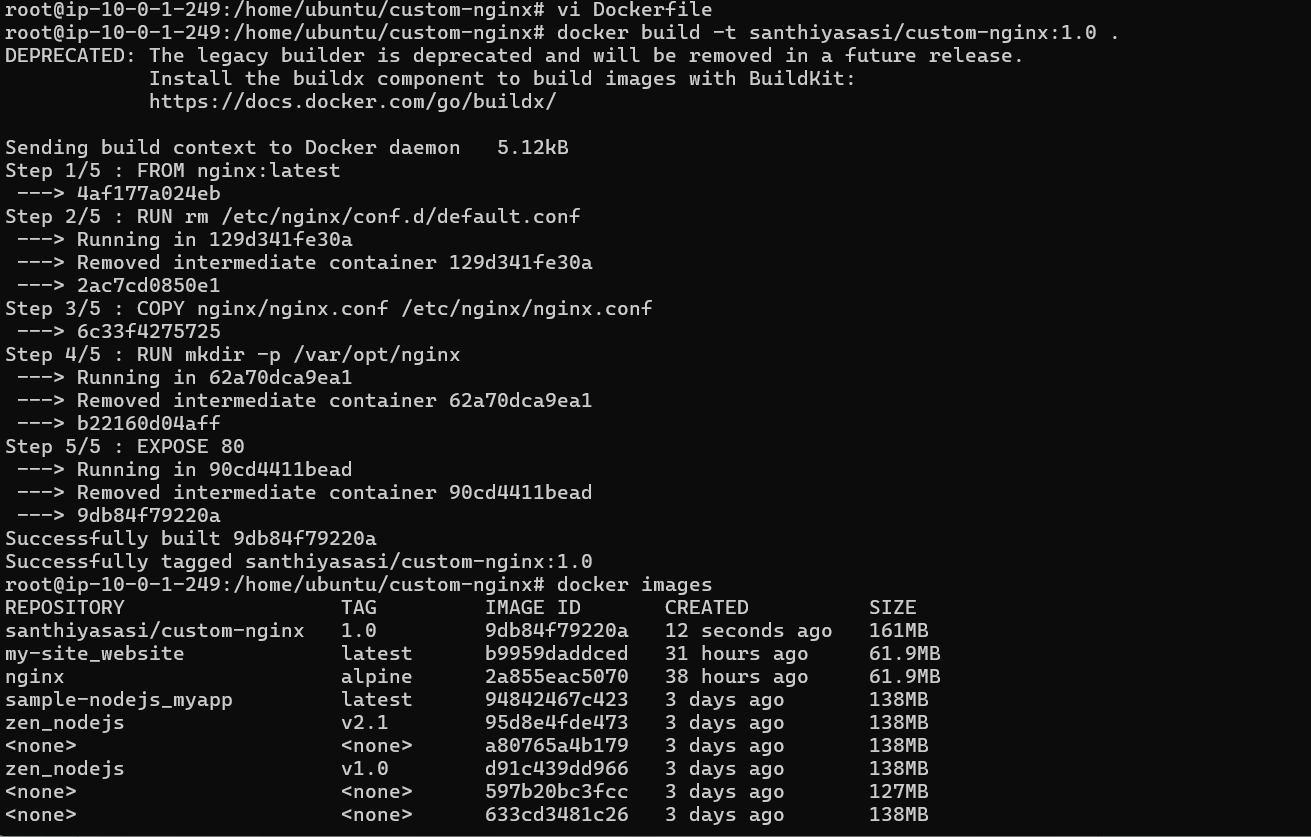 root@ip-10-0-1-249:/home/ubuntu/custom-nginx# vi Dockerfile
root@ip-10-0-1-249:/home/ubuntu/custom-nginx# docker build -t santhiyasasi/custom-nginx:1.0 .
DEPRECATED: The legacy builder is deprecated and will be removed in a future release.
            Install the buildx component to build images with BuildKit:
            https://docs.docker.com/go/buildx/

Sending build context to Docker daemon   5.12kB
Step 1/5 : FROM nginx:latest
 ---> 4af177a024eb
Step 2/5 : RUN rm /etc/nginx/conf.d/default.conf
 ---> Running in 129d341fe30a
 ---> Removed intermediate container 129d341fe30a
 ---> 2ac7cd0850e1
Step 3/5 : COPY nginx/nginx.conf /etc/nginx/nginx.conf
 ---> 6c33f4275725
Step 4/5 : RUN mkdir -p /var/opt/nginx
 ---> Running in 62a70dca9ea1
 ---> Removed intermediate container 62a70dca9ea1
 ---> b22160d04aff
Step 5/5 : EXPOSE 80
 ---> Running in 90cd4411bead
 ---> Removed intermediate container 90cd4411bead
 ---> 9db84f79220a
Successfully built 9db84f79220a
Successfully tagged santhiyasasi/custom-nginx:1.0
root@ip-10-0-1-249:/home/ubuntu/custom-nginx# docker images
REPOSITORY                  TAG         IMAGE ID       CREATED          SIZE
santhiyasasi/custom-nginx   1.0         9db84f79220a   12 seconds ago   161MB
my-site_website             latest      b9959daddced   31 hours ago     61.9MB
nginx                       alpine      2a855eac5070   38 hours ago     61.9MB
sample-nodejs_myapp         latest      94842467c423   3 days ago       138MB
zen_nodejs                  v2.1        95d8e4fde473   3 days ago       138MB
<none>                      <none>      a80765a4b179   3 days ago       138MB
zen_nodejs                  v1.0        d91c439dd966   3 days ago       138MB
<none>                      <none>      597b20bc3fcc   3 days ago       127MB
<none>                      <none>      633cd3481c26   3 days ago       138MB